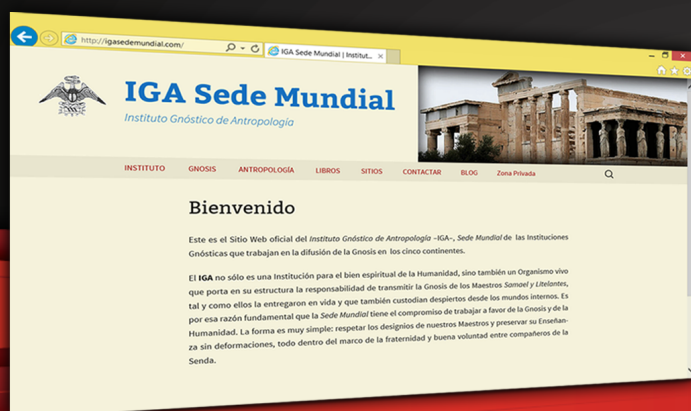 http://igasedemundial.com/
IGA Sede Mundial | Institut...
IGA Sede Mundial
Instituto Gnóstico de Antropología
INSTITUTO GNOSIS ANTROPOLOGÍA LIBROS SITIOS CONTACTAR BLOG Zona Privada
Bienvenido
Este es el Sitio Web oficial del Instituto Gnóstico de Antropología –IGA–, Sede Mundial de las Instituciones
Gnósticas que trabajan en la difusión de la Gnosis en los cinco continentes.
El IGA no sólo es una Institución para el bien espiritual de la Humanidad, sino también un Organismo vivo
que porta en su estructura la responsabilidad de transmitir la Gnosis de los Maestros Samael y Litelantes,
tal y como ellos la entregaron en vida y que también custodian despiertos desde los mundos internos. Es
por esa razón fundamental que la Sede Mundial tiene el compromiso de trabajar a favor de la Gnosis y de la
Humanidad. La forma es muy simple: respetar los designios de nuestros Maestros y preservar su Enseñan-
za sin deformaciones, todo dentro del marco de la fraternidad y buena voluntad entre compañeros de la
Senda.